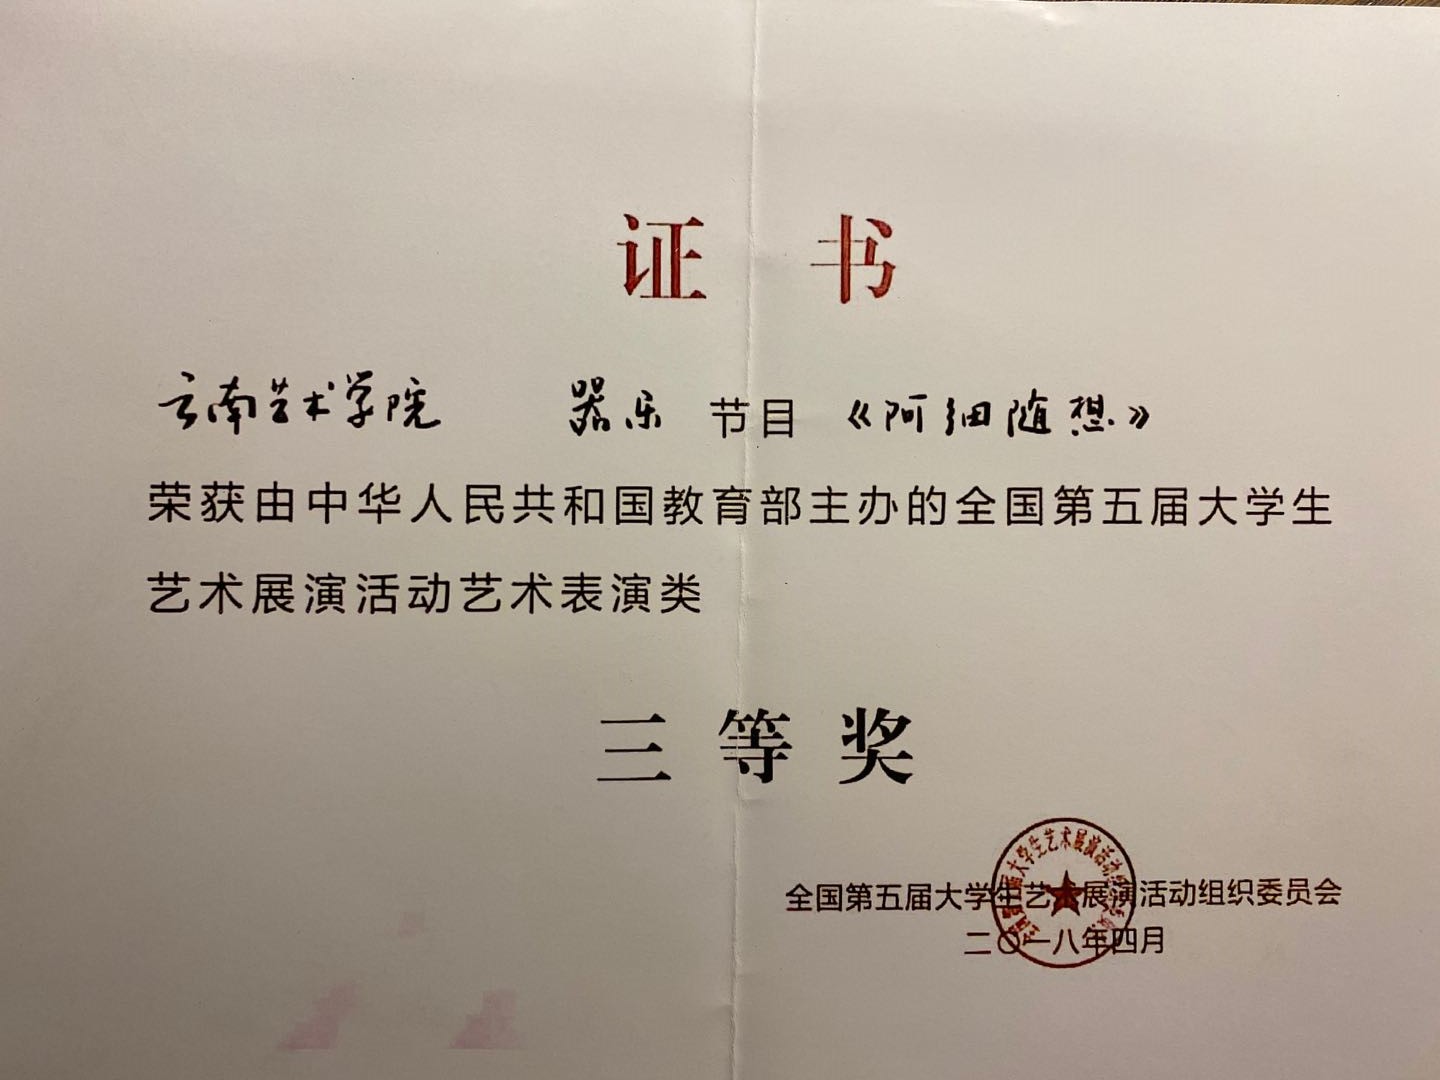 证书
云南艺术学院 器乐 节目 《阿细随想》
荣获由中华人民共和国教育部主办的全国第五届大学生
艺术展演活动艺术表演类
三等奖
全国第五届大学生艺术展演活动组织委员会
二〇一八年四月